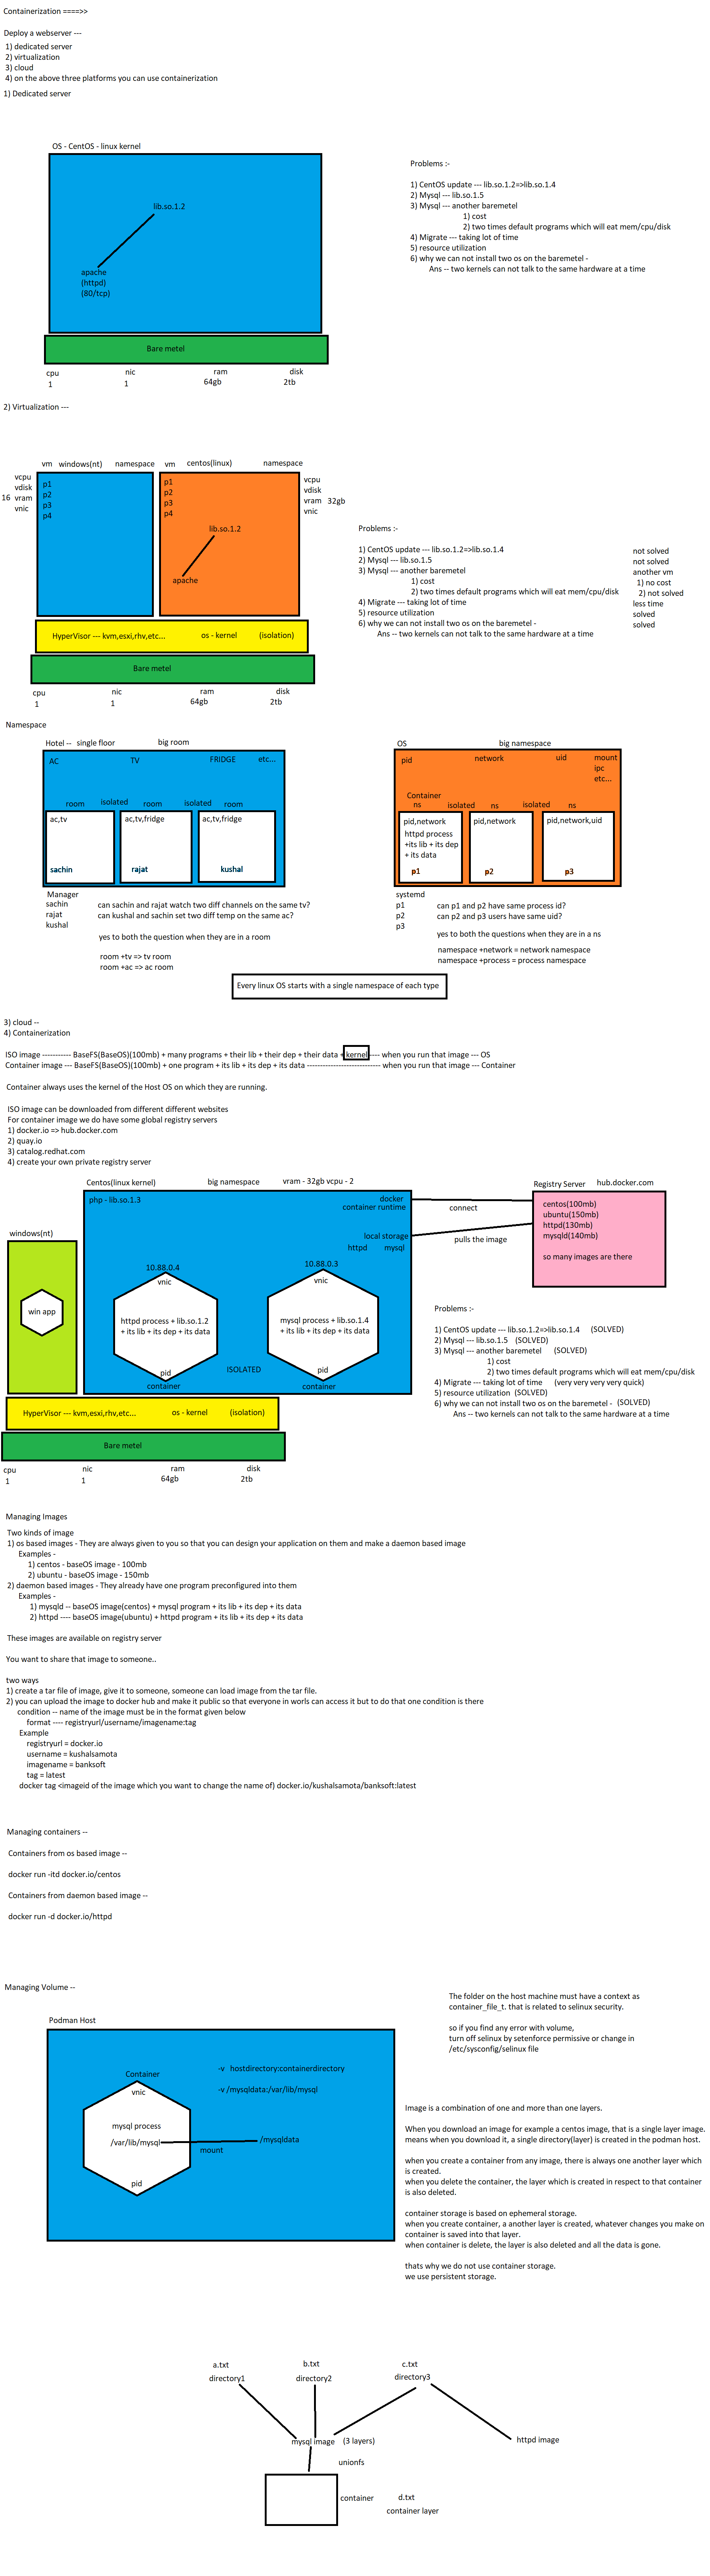 Containerization ====>>
Deploy a webserver ---
1) dedicated server
2) virtualization
3) cloud
4) on the above three platforms you can use containerization
1) Dedicated server
OS - CentOS - linux kernel
lib.so.1.2
apache
(httpd)
(80/tcp)
Bare metel
cpu nic ram disk
1 1 64gb 2tb
Problems :-
1) CentOS update --- lib.so.1.2=>lib.so.1.4
2) Mysql --- lib.so.1.5
3) Mysql --- another baremetel
1) cost
2) two times default programs which will eat mem/cpu/disk
4) Migrate --- taking lot of time
5) resource utilization
6) why we can not install two os on the baremetel -
Ans -- two kernels can not talk to the same hardware at a time
2) Virtualization ---
vm windows(nt) namespace vm centos(linux) namespace
vcpu
vdisk
16 vram
vnic
p1
p2
p3
p4
p1
p2
p3
p4
lib.so.1.2
apache
vcpu
vdisk
vram 32gb
vnic
HyperVisor --- kvm,esxi,rhv,etc... os - kernel (isolation)
Bare metel
cpu nic ram disk
1 1 64gb 2tb
Problems :-
1) CentOS update --- lib.so.1.2=>lib.so.1.4
2) Mysql --- lib.so.1.5
3) Mysql --- another baremetel
1) cost
2) two times default programs which will eat mem/cpu/disk
4) Migrate --- taking lot of time
5) resource utilization
6) why we can not install two os on the baremetel -
Ans -- two kernels can not talk to the same hardware at a time
not solved
not solved
another vm
1) no cost
2) not solved
less time
solved
solved
Namespace
Hotel -- single floor big room
AC TV FRIDGE etc...
room isolated room isolated room
ac,tv ac,tv,fridge ac,tv,fridge
sachin rajat kushal
Manager
sachin
rajat
kushal
can sachin and rajat watch two diff channels on the same tv?
can kushal and sachin set two diff temp on the same ac?
yes to both the question when they are in a room
room +tv => tv room
room +ac => ac room
OS big namespace
pid network uid mount
ipc
etc...
Container
ns isolated ns isolated ns
pid,network pid,network pid,network,uid
httpd process
+its lib + its dep
+ its data
p1 p2 p3
systemd
p1
p2
p3
can p1 and p2 have same process id?
can p2 and p3 users have same uid?
yes to both the questions when they are in a ns
namespace +network = network namespace
namespace +process = process namespace
Every linux OS starts with a single namespace of each type
3) cloud --
4) Containerization
ISO image ----------- BaseFS(BaseOS)(100mb) + many programs + their lib + their dep + their data + kernel ---- when you run that image --- OS
Container image --- BaseFS(BaseOS)(100mb) + one program + its lib + its dep + its data --------------------------- when you run that image --- Container
Container always uses the kernel of the Host OS on which they are running.
ISO image can be downloaded from different different websites
For container image we do have some global registry servers
1) docker.io => hub.docker.com
2) quay.io
3) catalog.redhat.com
4) create your own private registry server
Centos(linux kernel) big namespace vram - 32gb vcpu - 2
php - lib.so.1.3
docker
container runtime
local storage
httpd mysql
connect
pulls the image
Registry Server hub.docker.com
centos(100mb)
ubuntu(150mb)
httpd(130mb)
mysqld(140mb)
so many images are there
windows(nt)
win app
10.88.0.4
vnic
httpd process + lib.so.1.2
+ its lib + its dep + its data
pid
container
ISOLATED
10.88.0.3
vnic
mysql process + lib.so.1.4
+ its lib + its dep + its data
pid
container
HyperVisor --- kvm,esxi,rhv,etc... os - kernel (isolation)
Bare metel
cpu nic ram disk
1 1 64gb 2tb
Problems :-
1) CentOS update --- lib.so.1.2=>lib.so.1.4 (SOLVED)
2) Mysql --- lib.so.1.5 (SOLVED)
3) Mysql --- another baremetel (SOLVED)
1) cost
2) two times default programs which will eat mem/cpu/disk
4) Migrate --- taking lot of time (very very very very quick)
5) resource utilization (SOLVED)
6) why we can not install two os on the baremetel - (SOLVED)
Ans -- two kernels can not talk to the same hardware at a time
Managing Images
Two kinds of image
1) os based images - They are always given to you so that you can design your application on them and make a daemon based image
Examples -
1) centos - baseOS image - 100mb
2) ubuntu - baseOS image - 150mb
2) daemon based images - They already have one program preconfigured into them
Examples -
1) mysqld -- baseOS image(centos) + mysql program + its lib + its dep + its data
2) httpd ---- baseOS image(ubuntu) + httpd program + its lib + its dep + its data
These images are available on registry server
You want to share that image to someone..
two ways
1) create a tar file of image, give it to someone, someone can load image from the tar file.
2) you can upload the image to docker hub and make it public so that everyone in worls can access it but to do that one condition is there
condition -- name of the image must be in the format given below
format ---- registryurl/username/imagename:tag
Example
registryurl = docker.io
username = kushalsamota
imagename = banksoft
tag = latest
docker tag <imageid of the image which you want to change the name of) docker.io/kushalsamota/banksoft:latest
Managing containers --
Containers from os based image --
docker run -itd docker.io/centos
Containers from daemon based image --
docker run -d docker.io/httpd
Managing Volume --
Podman Host
Container
vnic
mysql process
/var/lib/mysql
pid
mount
/mysqldata
-v hostdirectory:containerdirectory
-v /mysqldata:/var/lib/mysql
The folder on the host machine must have a context as
container_file_t. that is related to selinux security.
so if you find any error with volume,
turn off selinux by setenforce permissive or change in
/etc/sysconfig/selinux file
Image is a combination of one and more than one layers.
When you download an image for example a centos image, that is a single layer image.
means when you download it, a single directory(layer) is created in the podman host.
when you create a container from any image, there is always one another layer which
is created.
when you delete the container, the layer which is created in respect to that container
is also deleted.
container storage is based on ephemeral storage.
when you create container, a another layer is created, whatever changes you make on
container is saved into that layer.
when container is delete, the layer is also deleted and all the data is gone.
thats why we do not use container storage.
we use persistent storage.
a.txt b.txt c.txt
directory1 directory2 directory3
mysql image (3 layers)
httpd image
unionfs
container d.txt
container layer